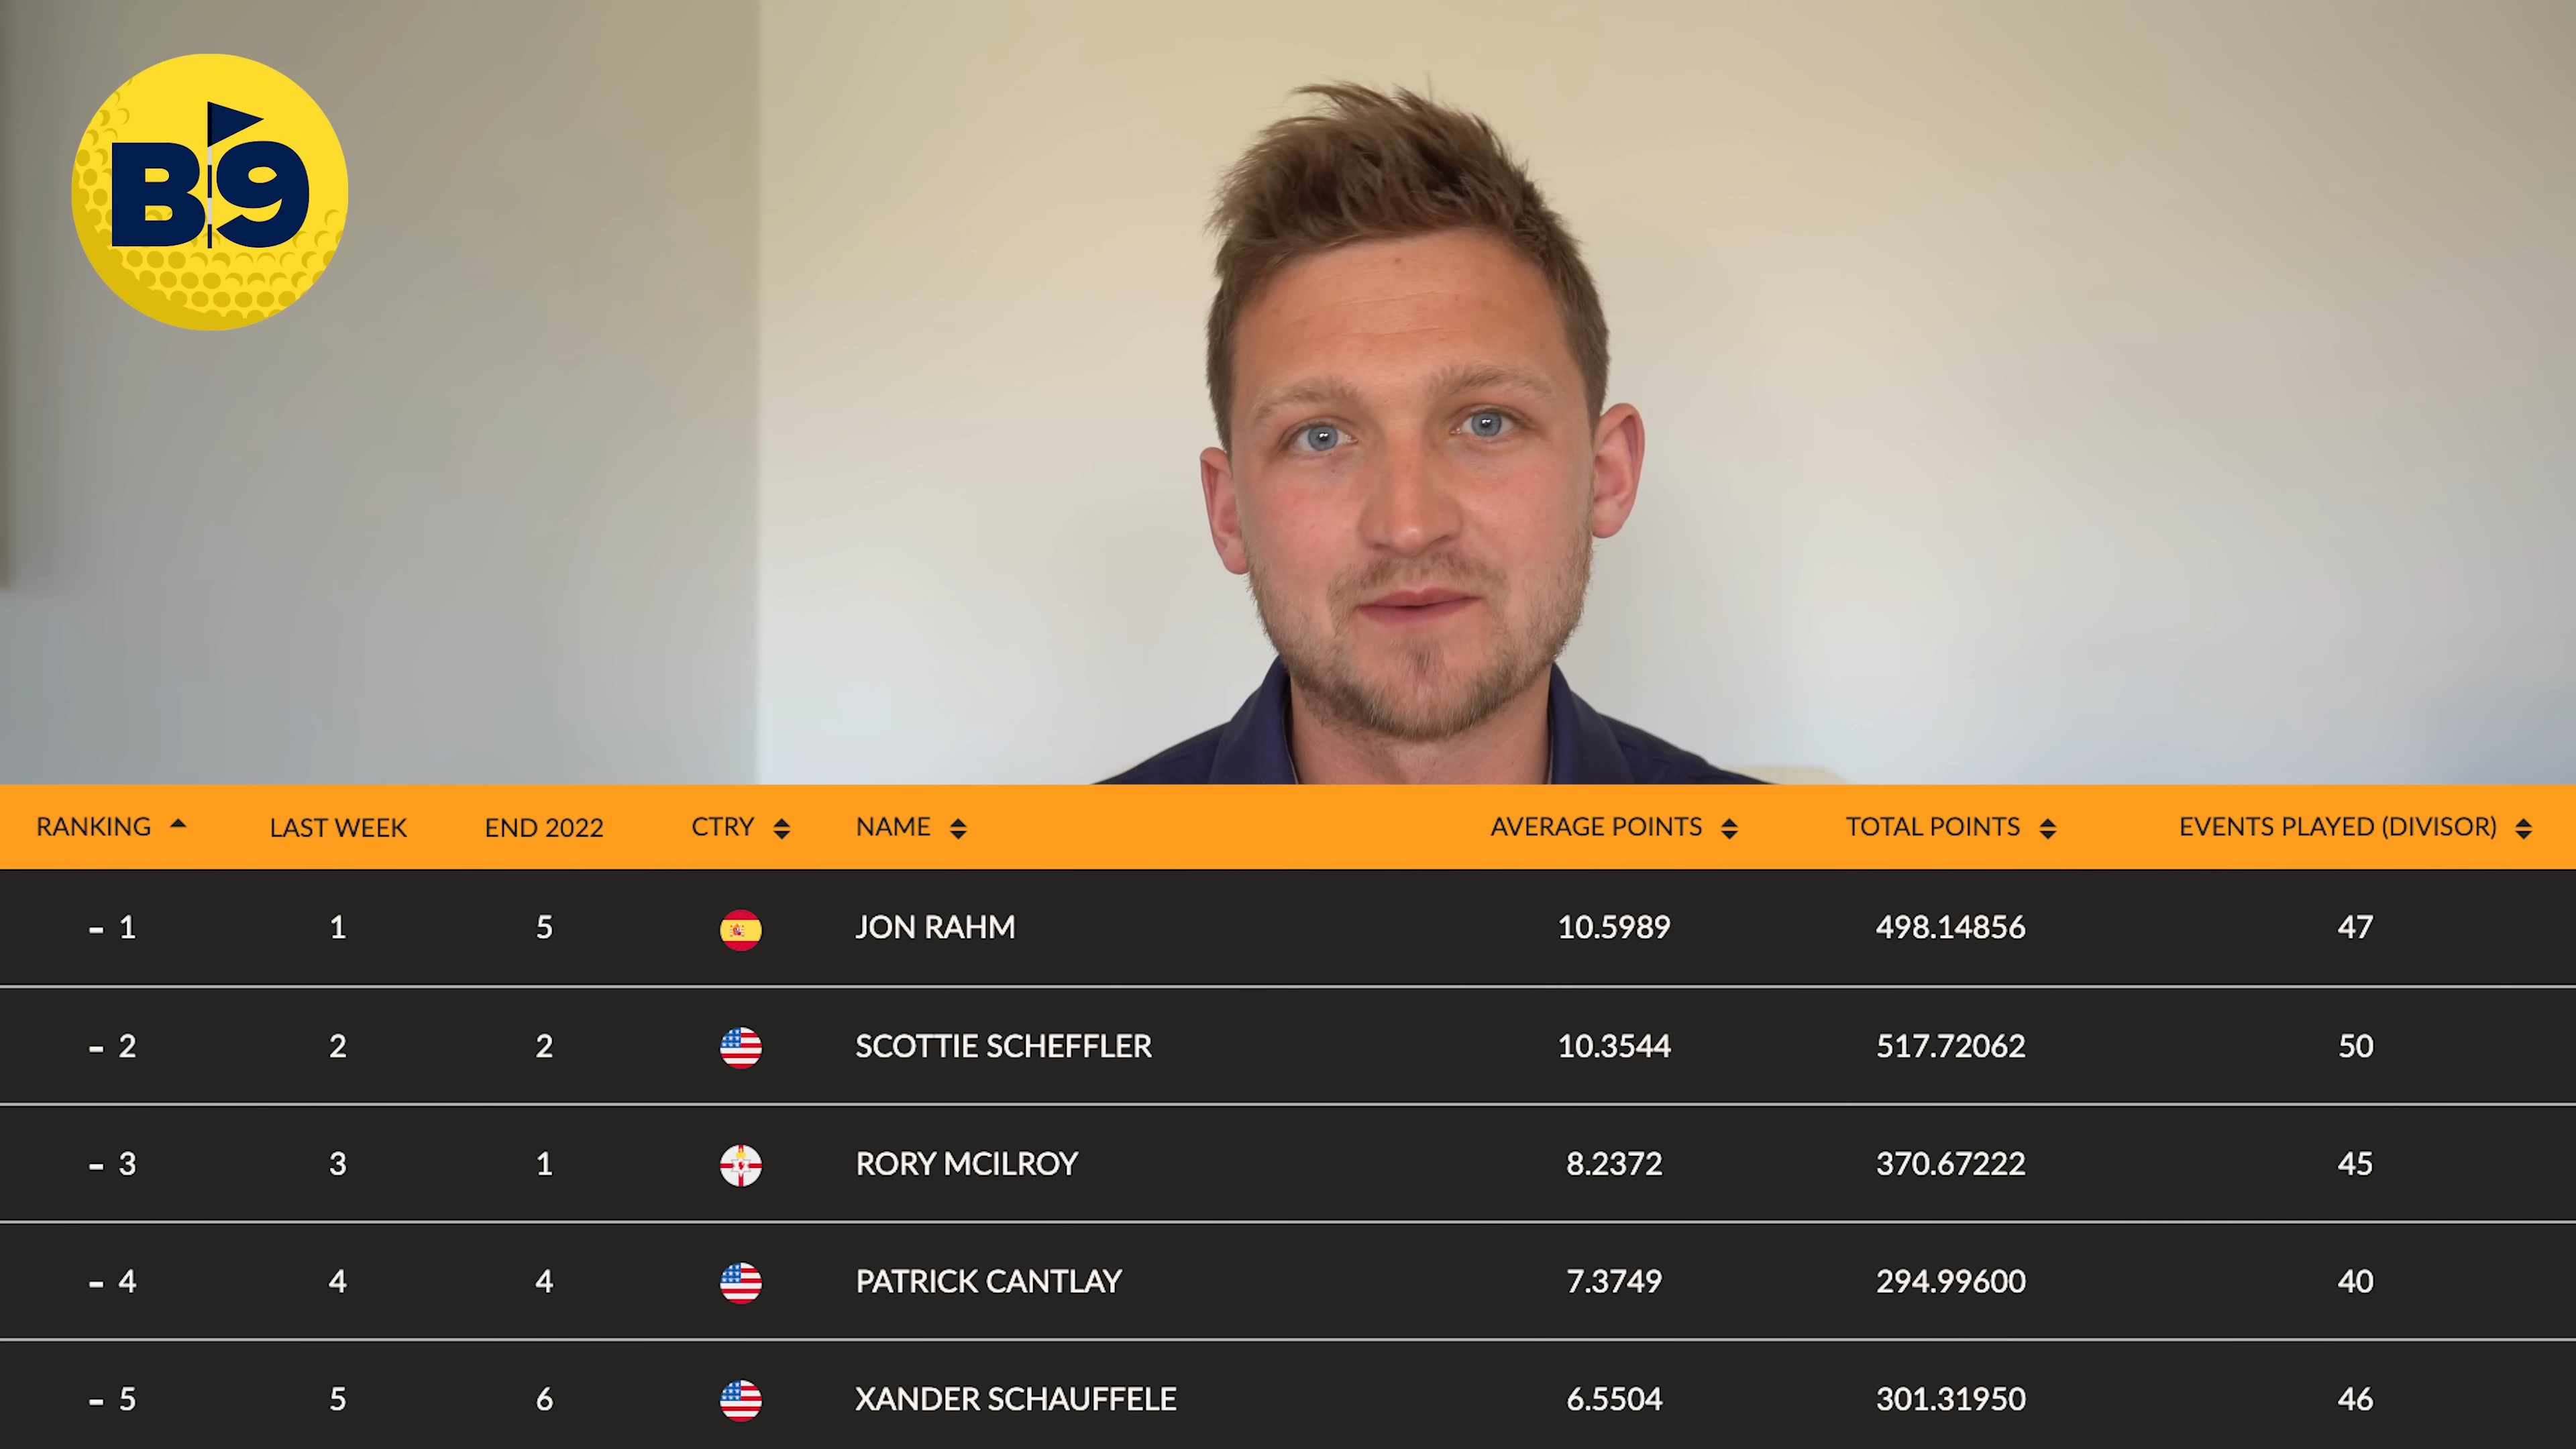 B9
RANKING LAST WEEK END 2022 CTRY NAME AVERAGE POINTS TOTAL POINTS EVENTS PLAYED (DIVISOR)
- 1 1 5 JON RAHM 10.5989 498.14856 47
- 2 2 2 SCOTTIE SCHEFFLER 10.3544 517.72062 50
- 3 3 1 RORY MCILROY 8.2372 370.67222 45
- 4 4 4 PATRICK CANTLAY 7.3749 294.99600 40
- 5 5 6 XANDER SCHAUFFELE 6.5504 301.31950 46